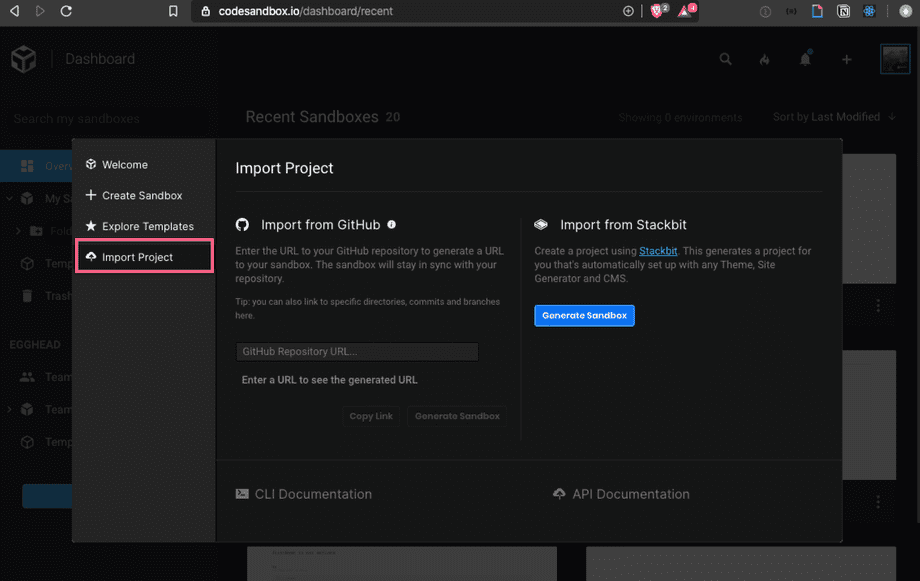 codesandbox.io/dashboard/recent
2
4
Dashboard
Search my sandboxes
Recent Sandboxes 20
Showing 0 environments
Sort by Last Modified
Welcome
Create Sandbox
Explore Templates
Import Project
My S
Fold
Temp
Trash
EGGHEAD
Team
Team
Temp
Import Project
Import from GitHub
Enter the URL to your GitHub repository to generate a URL
to your sandbox. The sandbox will stay in sync with your
repository.
Tip: you can also link to specific directories, commits and branches
here.
GitHub Repository URL...
Enter a URL to see the generated URL
Copy Link
Generate Sandbox
Import from Stackbit
Create a project using Stackbit. This generates a project for
you that's automatically set up with any Theme, Site
Generator and CMS.
Generate Sandbox
CLI Documentation
API Documentation